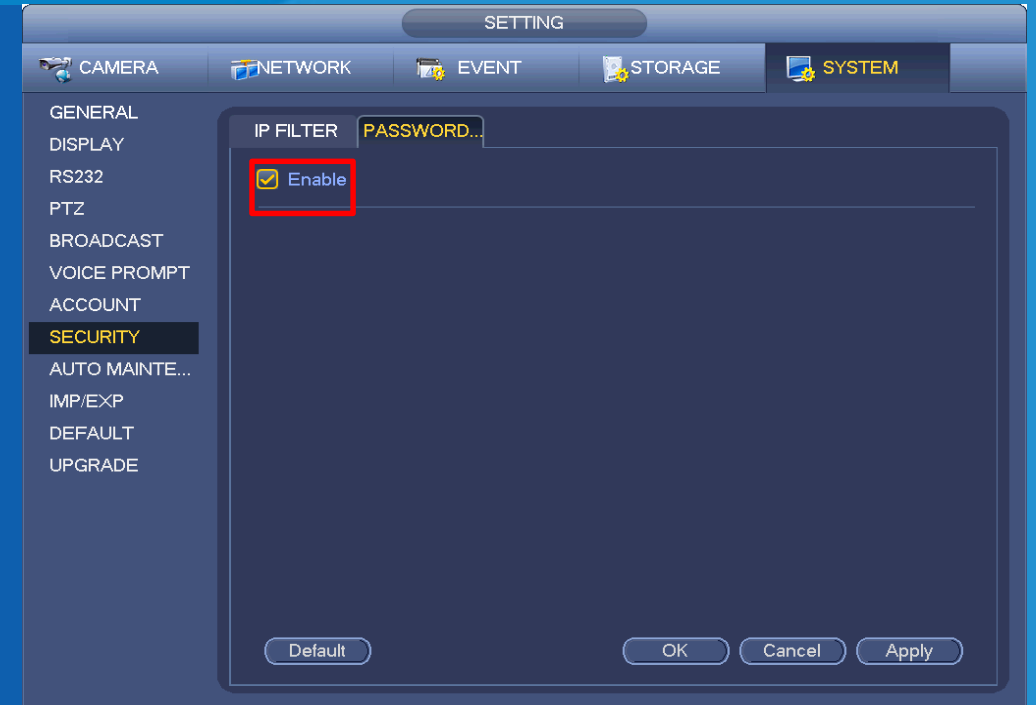 SETTING
CAMERA NETWORK EVENT STORAGE SYSTEM
GENERAL
DISPLAY
RS232
PTZ
BROADCAST
VOICE PROMPT
ACCOUNT
SECURITY
AUTO MAINTE...
IMP/EXP
DEFAULT
UPGRADE
IP FILTER PASSWORD...
Enable
Default OK Cancel Apply